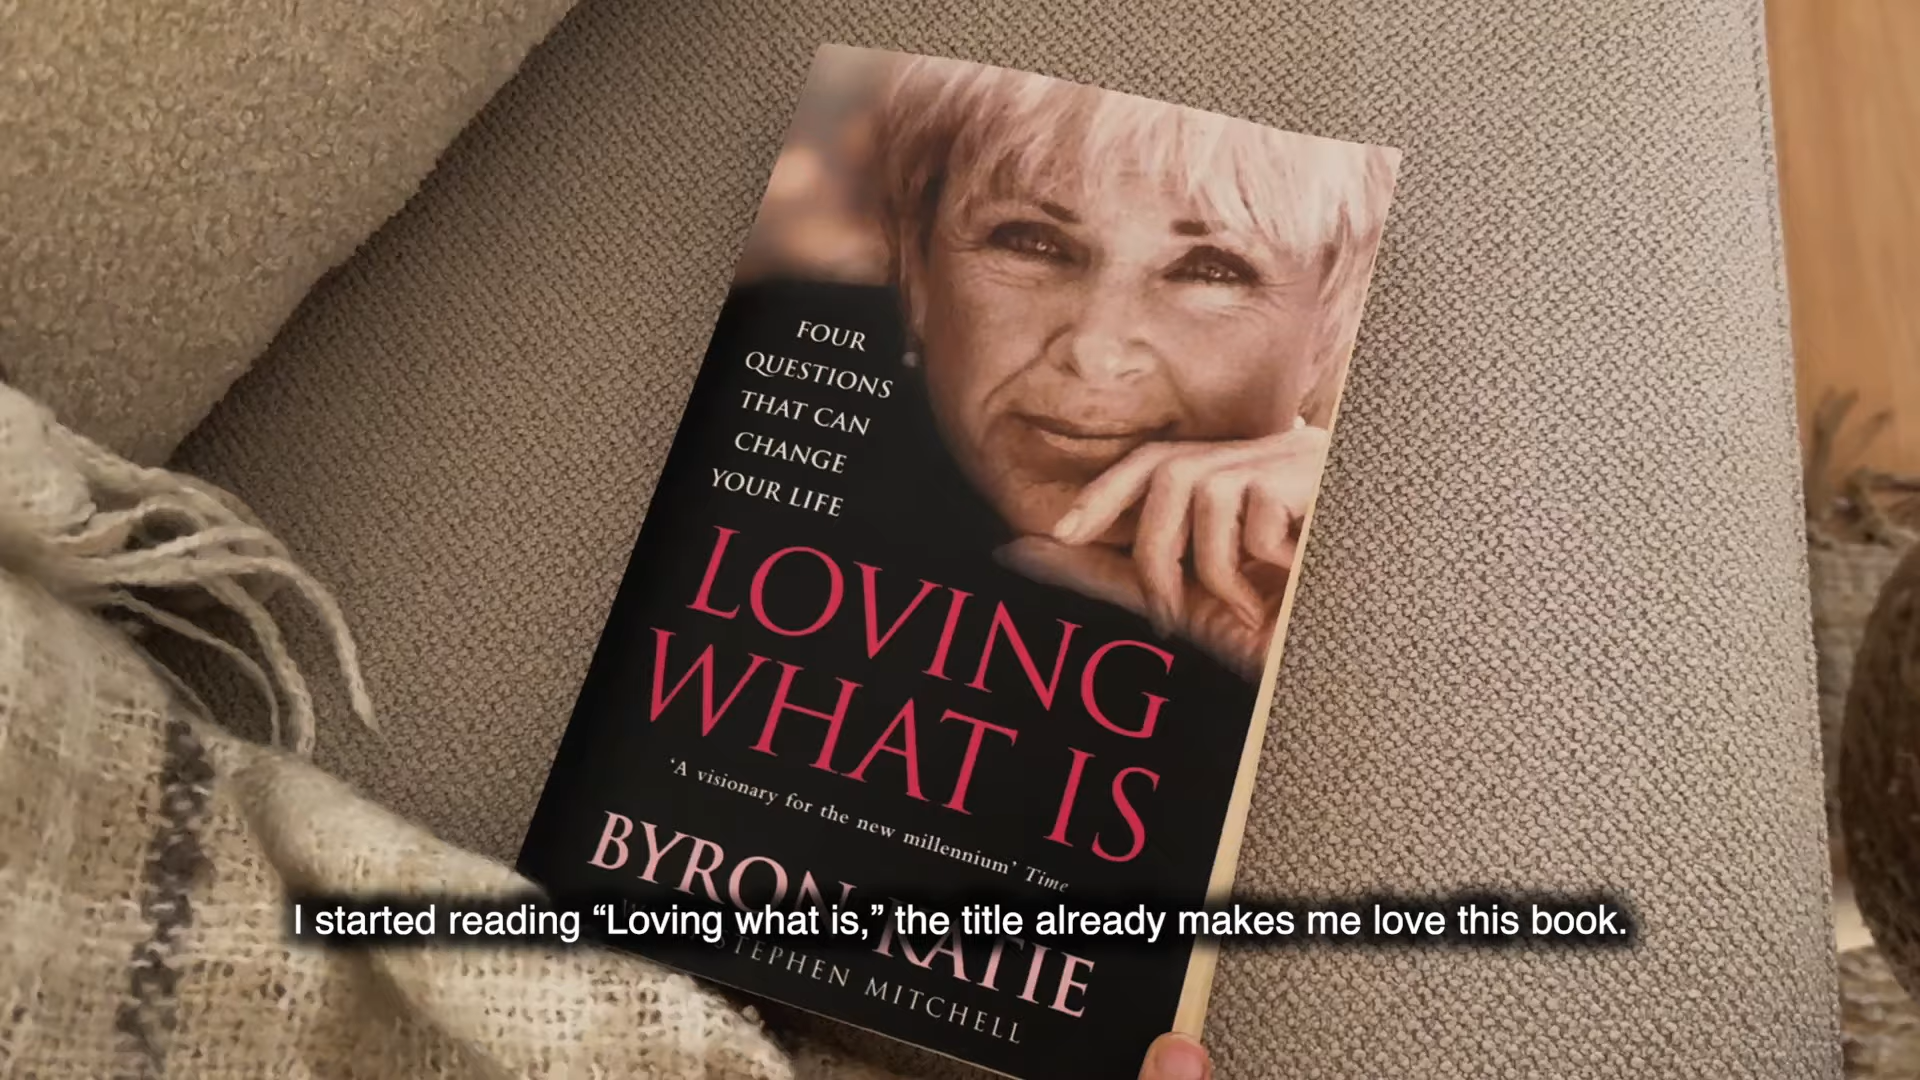 FOUR
QUESTIONS
THAT CAN
CHANGE
YOUR LIFE
LOVING
WHAT IS
‘A visionary for the new millennium’ Time
BYRON KATIE
WITH STEPHEN MITCHELL
I started reading “Loving what is,” the title already makes me love this book.